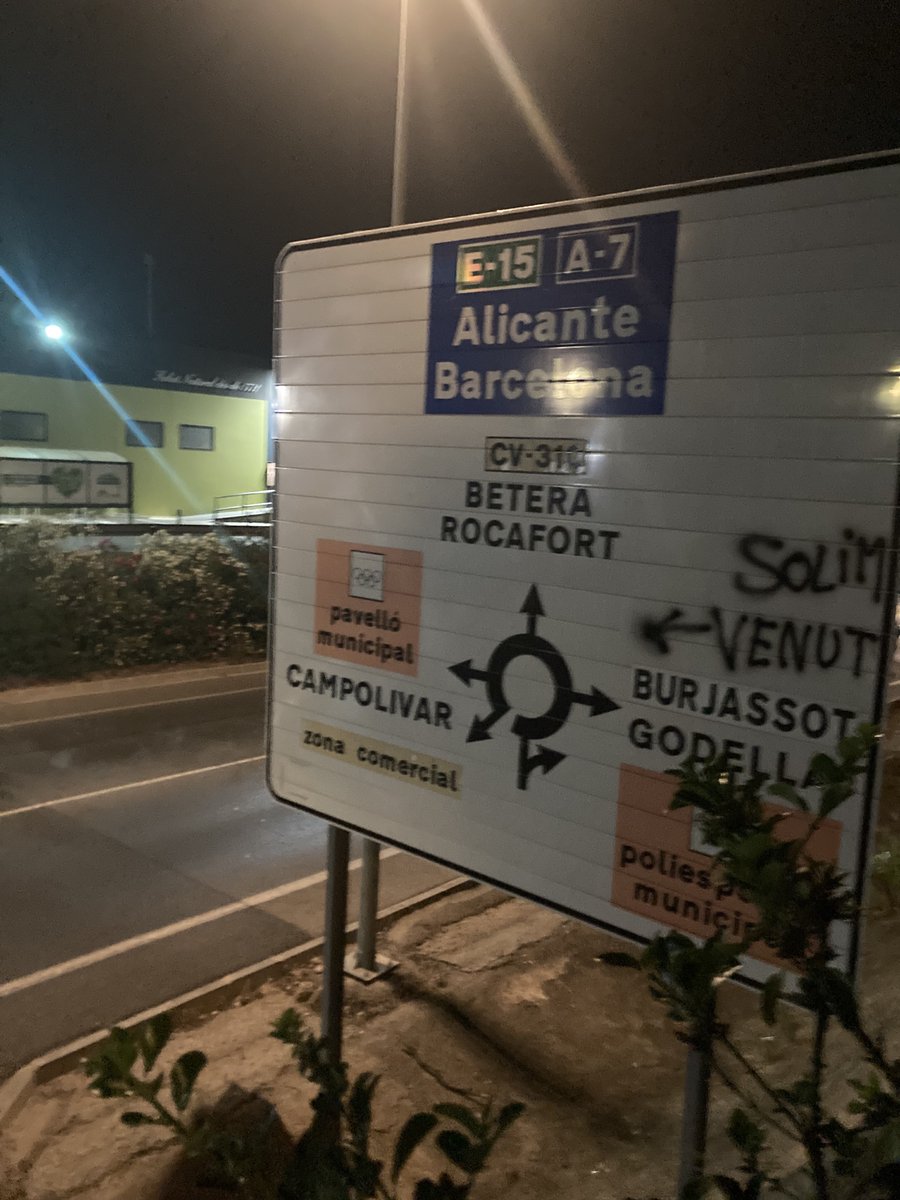 E-15 A-7
Alicante
Barcelona
CV-310
BETERA
ROCAFORT
pavelló
municipal
CAMPOLIVAR
zona comercial
SOLIM
VENUT
BURJASSOT
GODELLA